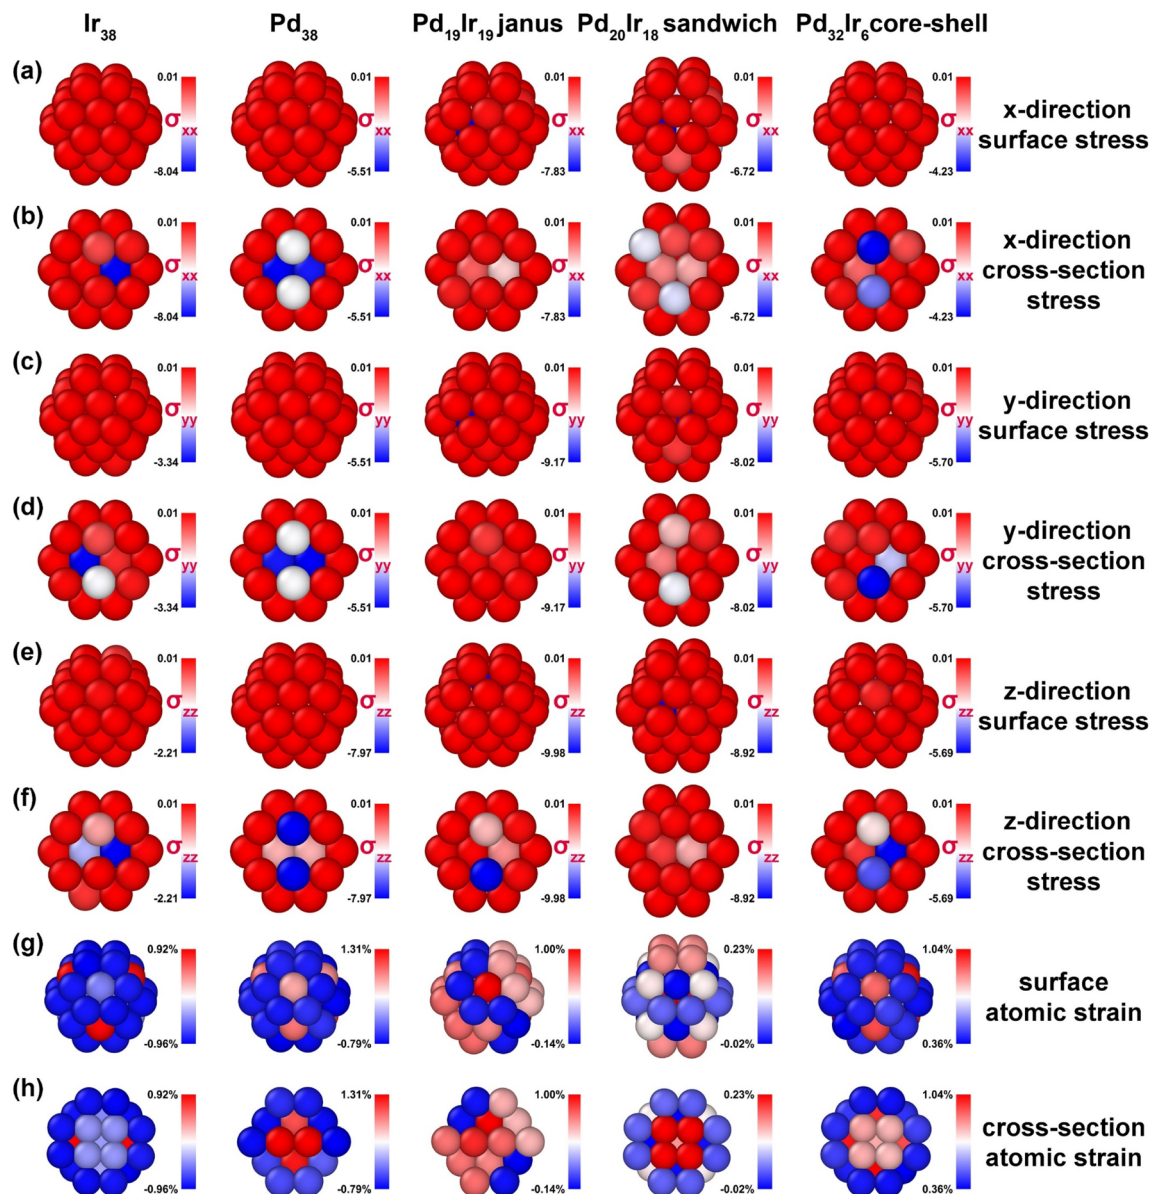 Ir38 Pd38 Pd19Ir19 janus Pd20Ir18 sandwich Pd32Ir6 core-shell
(a) 0.01 0.01 0.01 0.01 0.01
σxx σxx σxx σxx σxx
-8.04 -5.51 -7.83 -6.72 -4.23
x-direction
surface stress
(b) 0.01 0.01 0.01 0.01 0.01
σxx σxx σxx σxx σxx
-8.04 -5.51 -7.83 -6.72 -4.23
x-direction
cross-section
stress
(c) 0.01 0.01 0.01 0.01 0.01
σyy σyy σyy σyy σyy
-3.34 -5.51 -9.17 -8.02 -5.70
y-direction
surface stress
(d) 0.01 0.01 0.01 0.01 0.01
σyy σyy σyy σyy σyy
-3.34 -5.51 -9.17 -8.02 -5.70
y-direction
cross-section
stress
(e) 0.01 0.01 0.01 0.01 0.01
σzz σzz σzz σzz σzz
-2.21 -7.97 -9.98 -8.92 -5.69
z-direction
surface stress
(f) 0.01 0.01 0.01 0.01 0.01
σzz σzz σzz σzz σzz
-2.21 -7.97 -9.98 -8.92 -5.69
z-direction
cross-section
stress
(g) 0.92% 1.31% 1.00% 0.23% 1.04%
-0.96% -0.79% -0.14% -0.02% 0.36%
surface
atomic strain
(h) 0.92% 1.31% 1.00% 0.23% 1.04%
-0.96% -0.79% -0.14% -0.02% 0.36%
cross-section
atomic strain